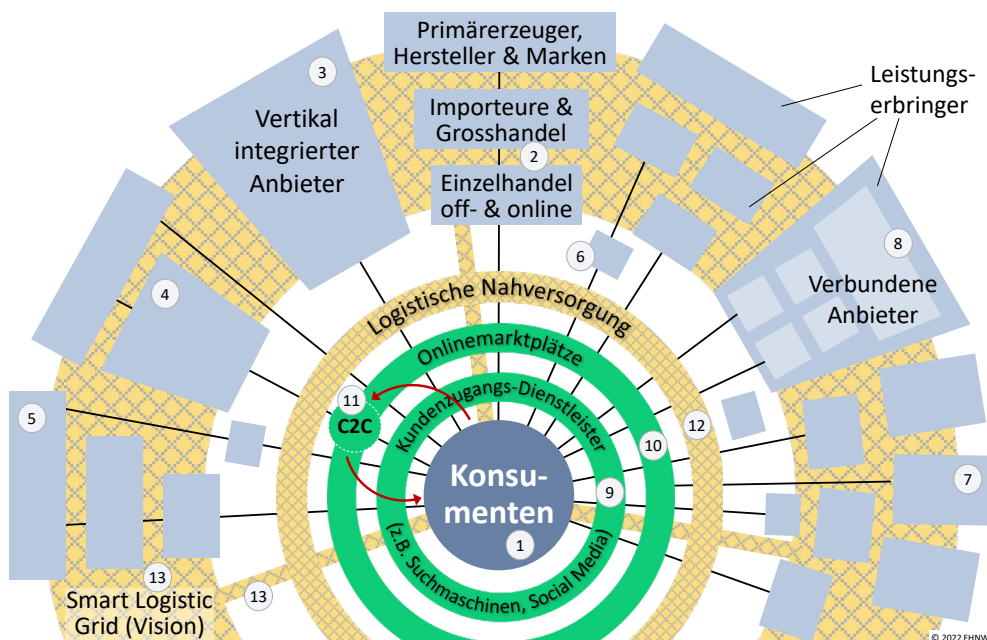 Primärerzeuger,
Hersteller & Marken
3
Vertikal
integrierter
Anbieter
Importeure &
Grosshandel
2
Einzelhandel
off- & online
Leistungs-
erbringer
6
8
Verbundene
Anbieter
4
Logistische Nahversorgung
Onlinemarktplätze
Kundenzugangs-Dienstleister
11
C2C
5
12
10
9
7
Konsu-
menten
1
(z.B. Suchmaschinen, Social Media)
13
13
Smart Logistic
Grid (Vision)
© 2022 FHNW